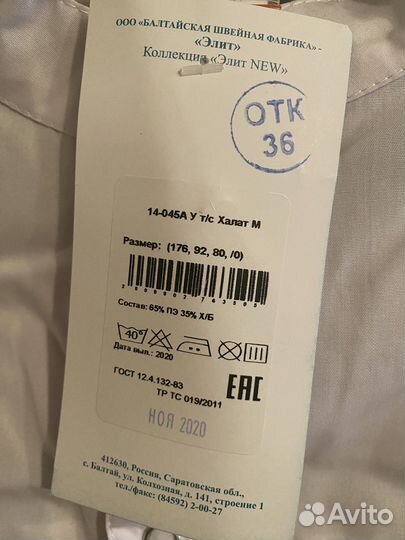 ООО «БАЛТАЙСКАЯ ШВЕЙНАЯ ФАБРИКА» -
«Элит»
Коллекция «Элит NEW»
ОТК
36
14-045А У т/с Халат М
Размер: (176, 92, 80, /0)
Состав: 65% ПЭ 35% Х/Б
40°
Дата вып.: 2020
ГОСТ 12.4.132-83
ТР ТС 019/2011
ЕАС
НОЯ 2020
412630, Россия, Саратовская обл.,
с. Балтай, ул. Колхозная, д. 141, строение 1
тел./факс: (84592) 2-00-27
Avito